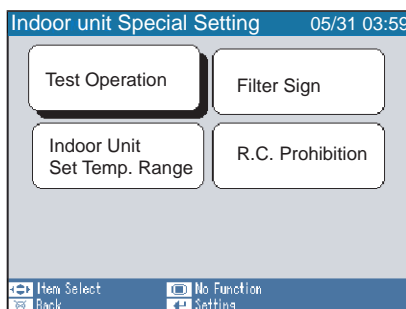 Indoor unit Special Setting 05/31 03:59
Test Operation
Filter Sign
Indoor Unit
Set Temp. Range
R.C. Prohibition
Item Select No Function
Back Setting